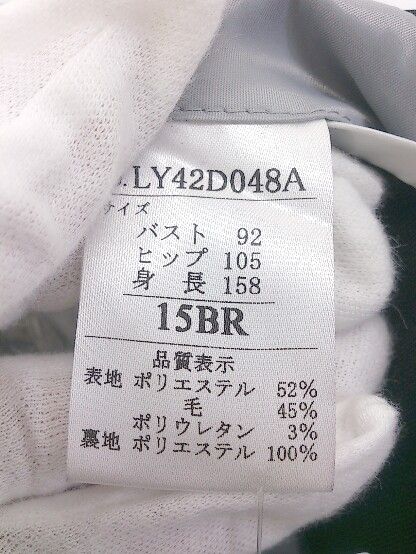 .LY42D048A
サイズ
バスト 92
ヒップ 105
身長 158
15BR
品質表示
表地 ポリエステル 52%
毛 45%
ポリウレタン 3%
裏地 ポリエステル 100%